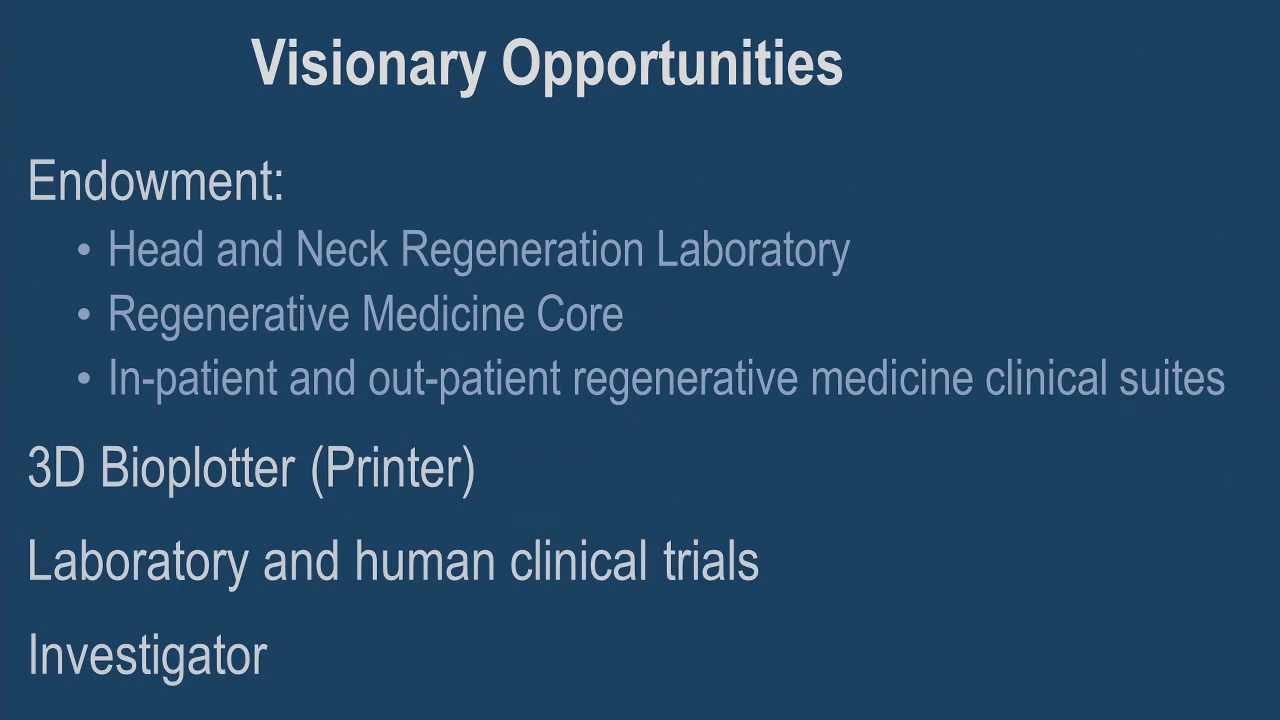 Visionary Opportunities
Endowment:
• Head and Neck Regeneration Laboratory
• Regenerative Medicine Core
• In-patient and out-patient regenerative medicine clinical suites
3D Bioplotter (Printer)
Laboratory and human clinical trials
Investigator